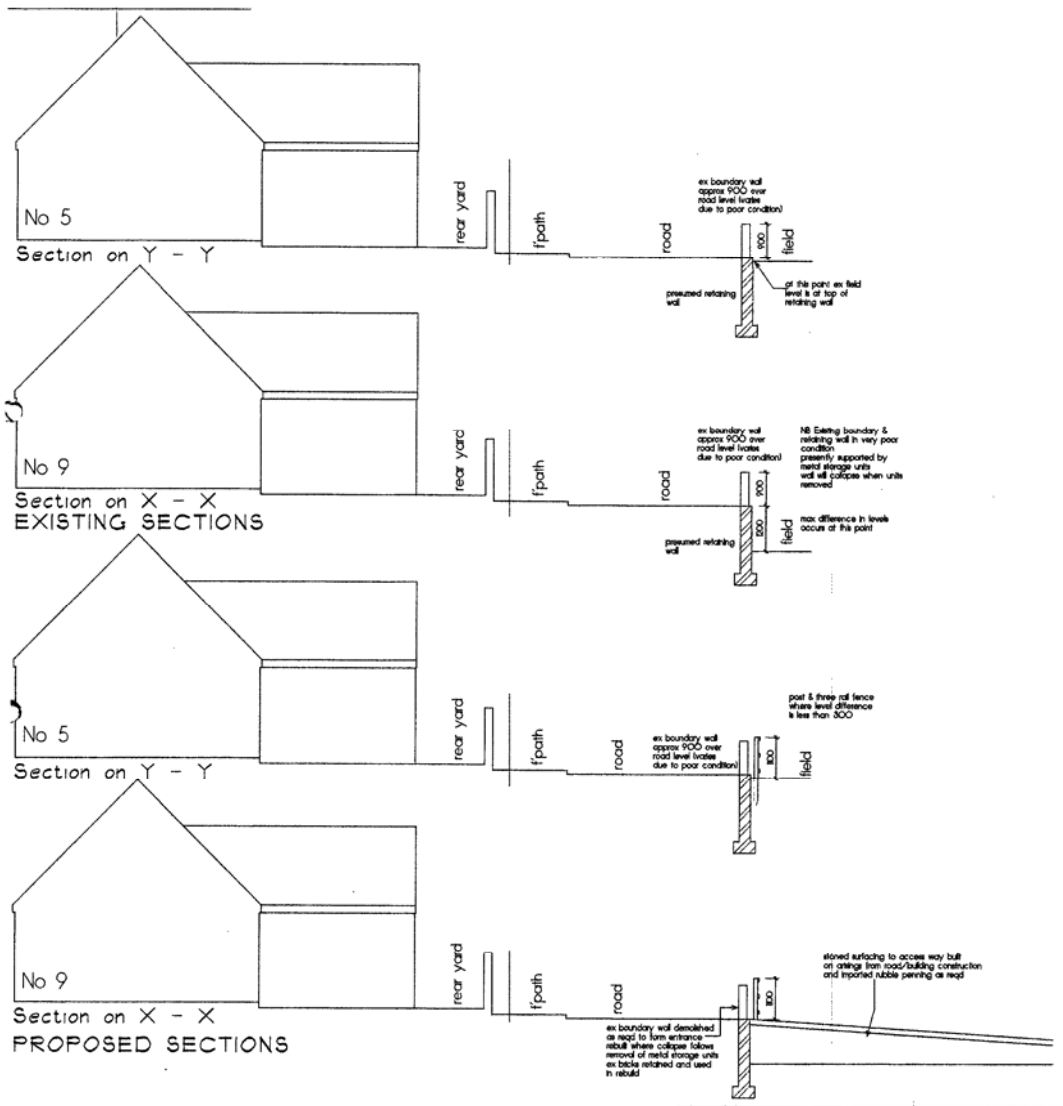 ex boundary wall
approx 900 over
road level (varies
due to poor condition)
rear yard
f'path
road
900
field
No 5
Section on Y - Y
presumed retaining
wall
at this point ex field
level is at top of
retaining wall
ex boundary wall
approx 900 over
road level (varies
due to poor condition)
NB Existing boundary &
retaining wall in very poor
condition
presently supported by
metal storage units
wall will collapse when units
removed
rear yard
f'path
road
900
1200
field
No 9
Section on X - X
EXISTING SECTIONS
presumed retaining
wall
max difference in levels
occurs at this point
post & three rail fence
where level difference
is less than 300
rear yard
f'path
road
ex boundary wall
approx 900 over
road level (varies
due to poor condition)
1100
field
No 5
Section on Y - Y
stoned surfacing to access way built
on arisings from road/building construction
and imported rubble penning as reqd
rear yard
f'path
road
1100
No 9
Section on X - X
PROPOSED SECTIONS
ex boundary wall demolished
as reqd to form entrance
rebuilt where collapse follows
removal of metal storage units
ex bricks retained and used
in rebuild